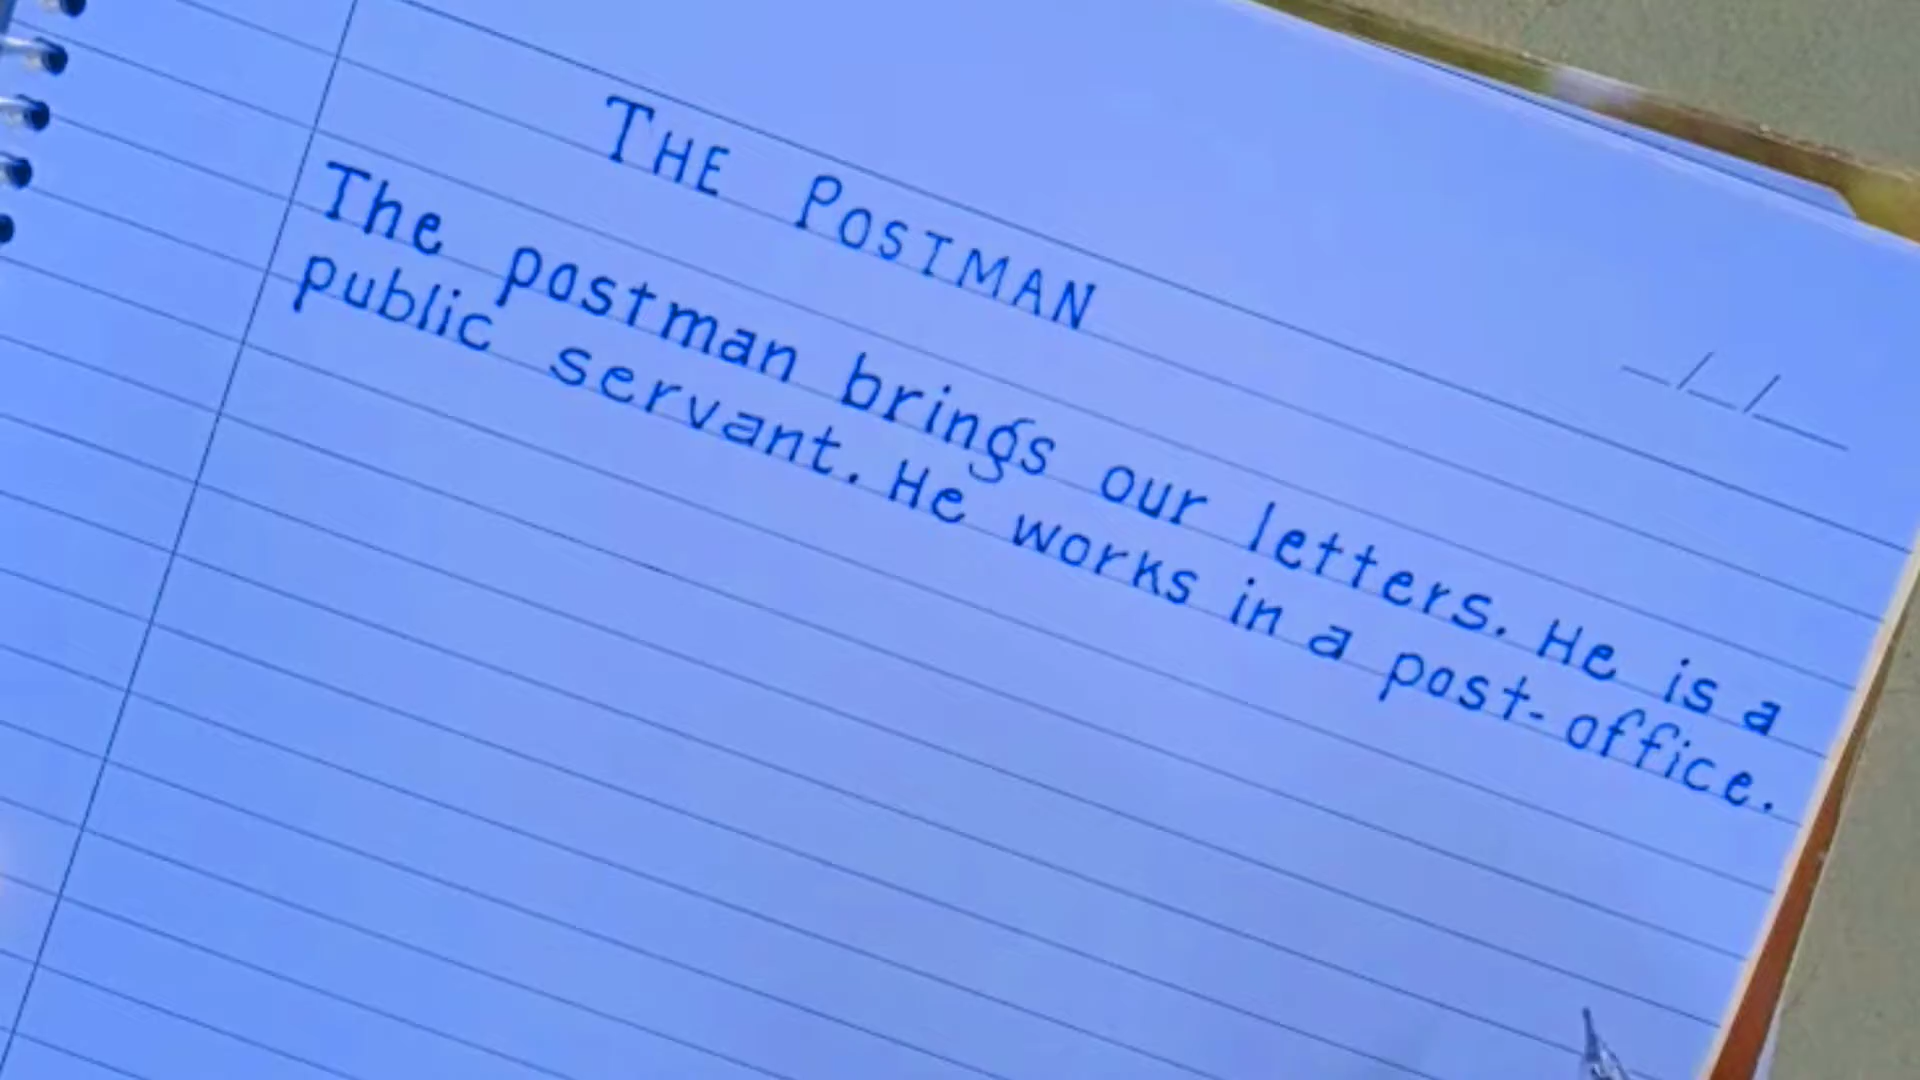 THE POSTMAN
The postman brings our letters. He is a
public servant. He works in a post-office.